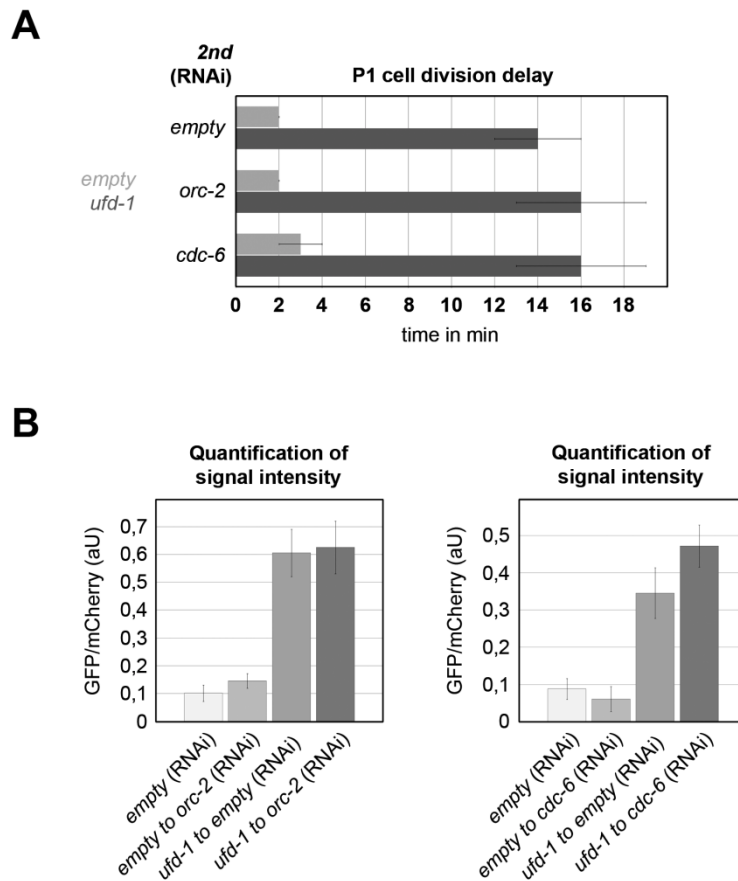 A
2nd
(RNAi)
P1 cell division delay
empty
orc-2
cdc-6
empty
ufd-1
0 2 4 6 8 10 12 14 16 18
time in min
B
Quantification of
signal intensity
GFP/mCherry (aU)
0,7
0,6
0,5
0,4
0,3
0,2
0,1
0
empty (RNAi)
empty to orc-2 (RNAi)
ufd-1 to empty (RNAi)
ufd-1 to orc-2 (RNAi)
Quantification of
signal intensity
GFP/mCherry (aU)
0,5
0,4
0,3
0,2
0,1
0
empty (RNAi)
empty to cdc-6 (RNAi)
ufd-1 to empty (RNAi)
ufd-1 to cdc-6 (RNAi)